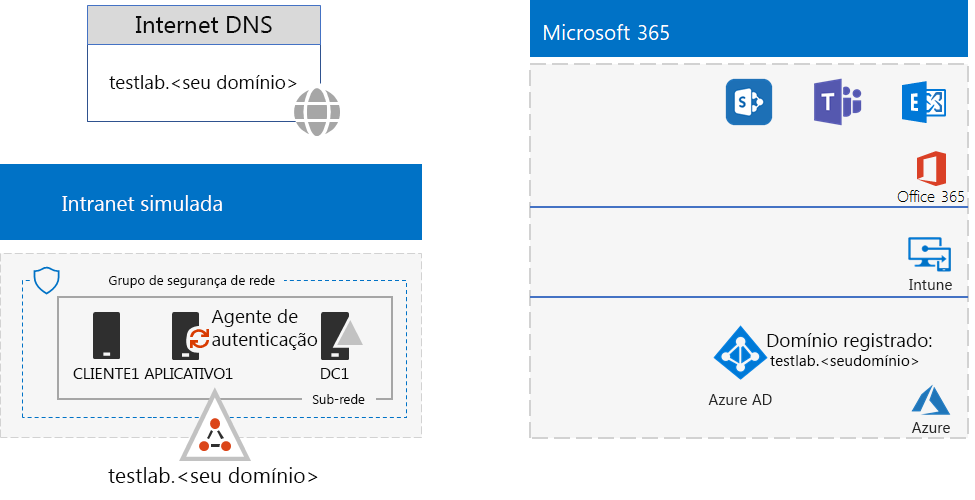 Internet DNS
testlab.<seu domínio>
Intranet simulada
Grupo de segurança de rede
Agente de
autenticação
CLIENTE1
APLICATIVO1
DC1
Sub-rede
testlab.<seu domínio>
Microsoft 365
Office 365
Intune
Domínio registrado:
testlab.<seudomínio>
Azure AD
Azure